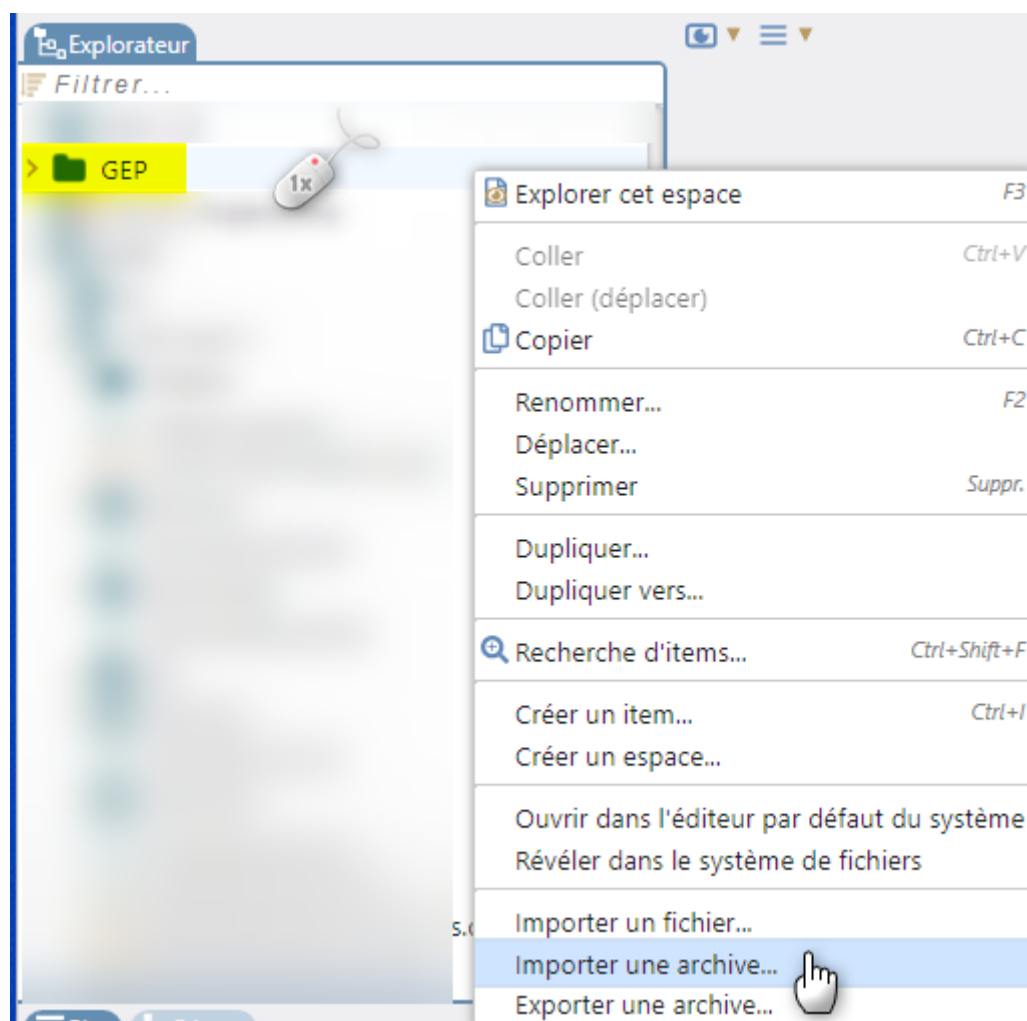 Explorateur
Filtrer...
GEP
1x
Explorer cet espace F3
Coller Ctrl+V
Coller (déplacer)
Copier Ctrl+C
Renommer... F2
Déplacer...
Supprimer Suppr.
Dupliquer...
Dupliquer vers...
Recherche d'items... Ctrl+Shift+F
Créer un item... Ctrl+I
Créer un espace...
Ouvrir dans l'éditeur par défaut du système
Révéler dans le système de fichiers
Importer un fichier...
Importer une archive...
Exporter une archive...